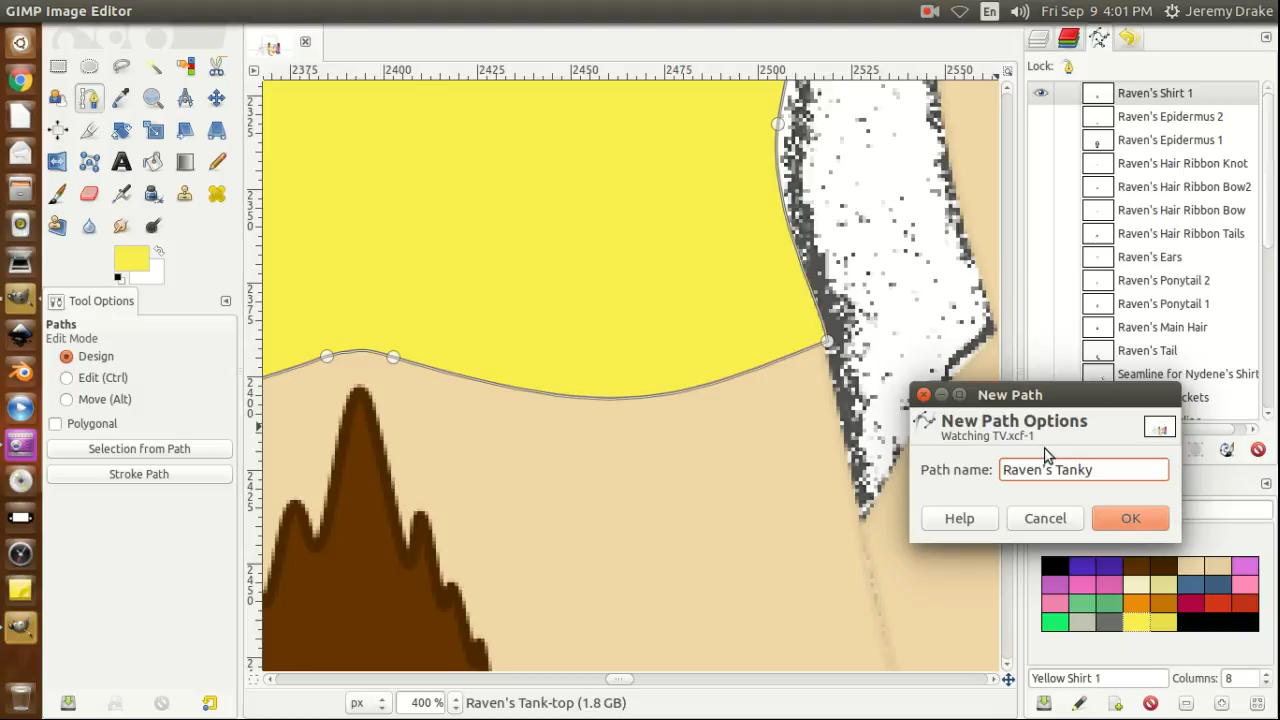 GIMP Image Editor
En
Fri Sep 9 4:01 PM
Jeremy Drake
2375
2400
2425
2450
2475
2500
2525
2550
Lock:
Raven's Shirt 1
Raven's Epidermus 2
Raven's Epidermus 1
Raven's Hair Ribbon Knot
Raven's Hair Ribbon Bow2
Raven's Hair Ribbon Bow
Raven's Hair Ribbon Tails
Raven's Ears
Raven's Ponytail 2
Raven's Ponytail 1
Raven's Main Hair
Raven's Tail
Seamline for Nydene's Shirt
Tool Options
Paths
Edit Mode
Design
Edit (Ctrl)
Move (Alt)
Polygonal
Selection from Path
Stroke Path
New Path
New Path Options
Watching TV.xcf-1
Path name:
Raven's Tanky
Help
Cancel
OK
Yellow Shirt 1
Columns:
8
px
400 %
Raven's Tank-top (1.8 GB)